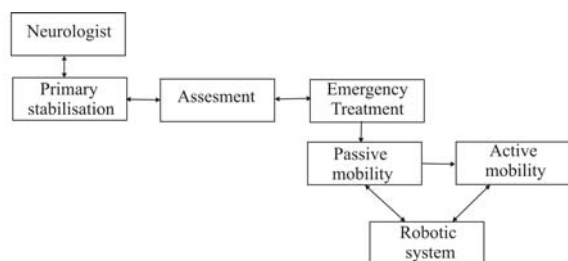 Neurologist
Primary
stabilisation
Assesment
Emergency
Treatment
Passive
mobility
Active
mobility
Robotic
system